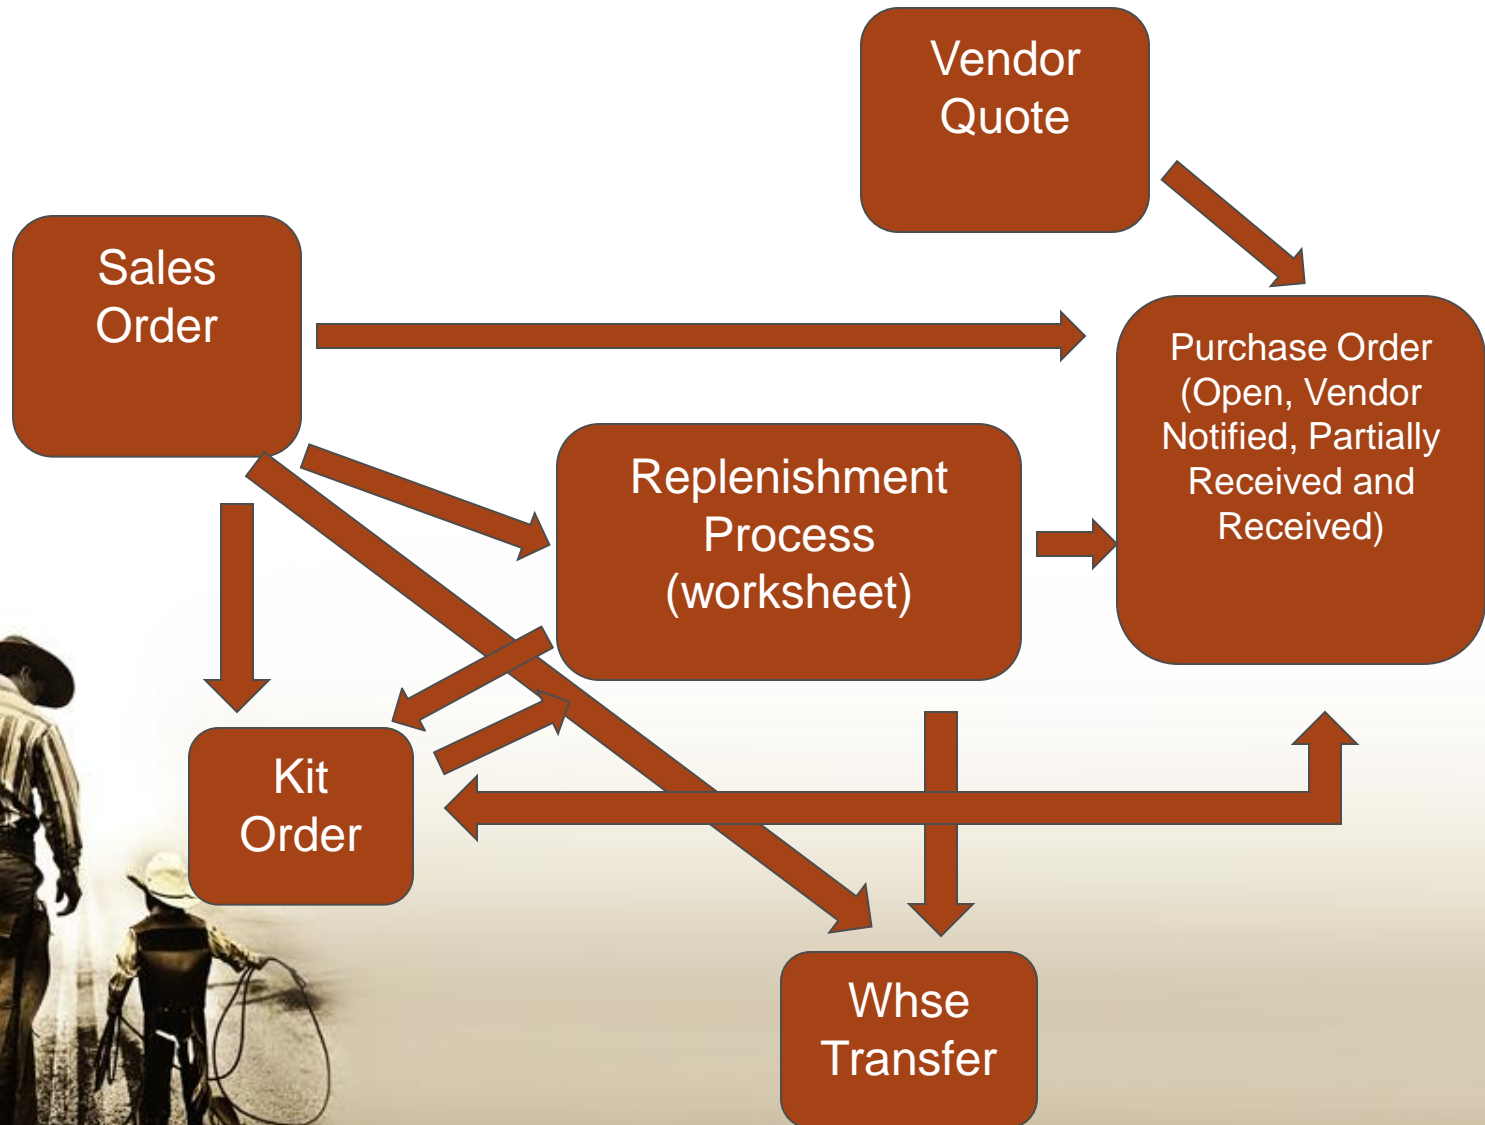 Vendor
Quote
Sales
Order
Purchase Order
(Open, Vendor
Notified, Partially
Received and
Received)
Replenishment
Process
(worksheet)
Kit
Order
Whse
Transfer